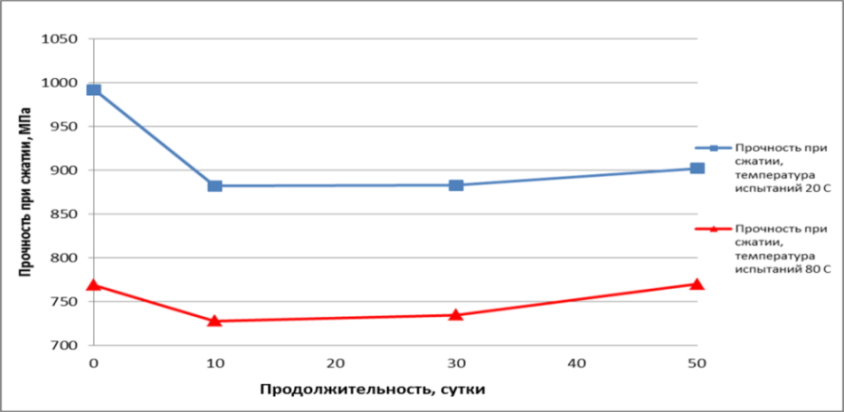 1050
1000
950
900
850
800
750
700
Прочность при сжатии, МПа
0 10 20 30 40 50
Продолжительность, сутки
Прочность при
сжатии,
температура
испытаний 20 С
Прочность при
сжатии,
температура
испытаний 80 С